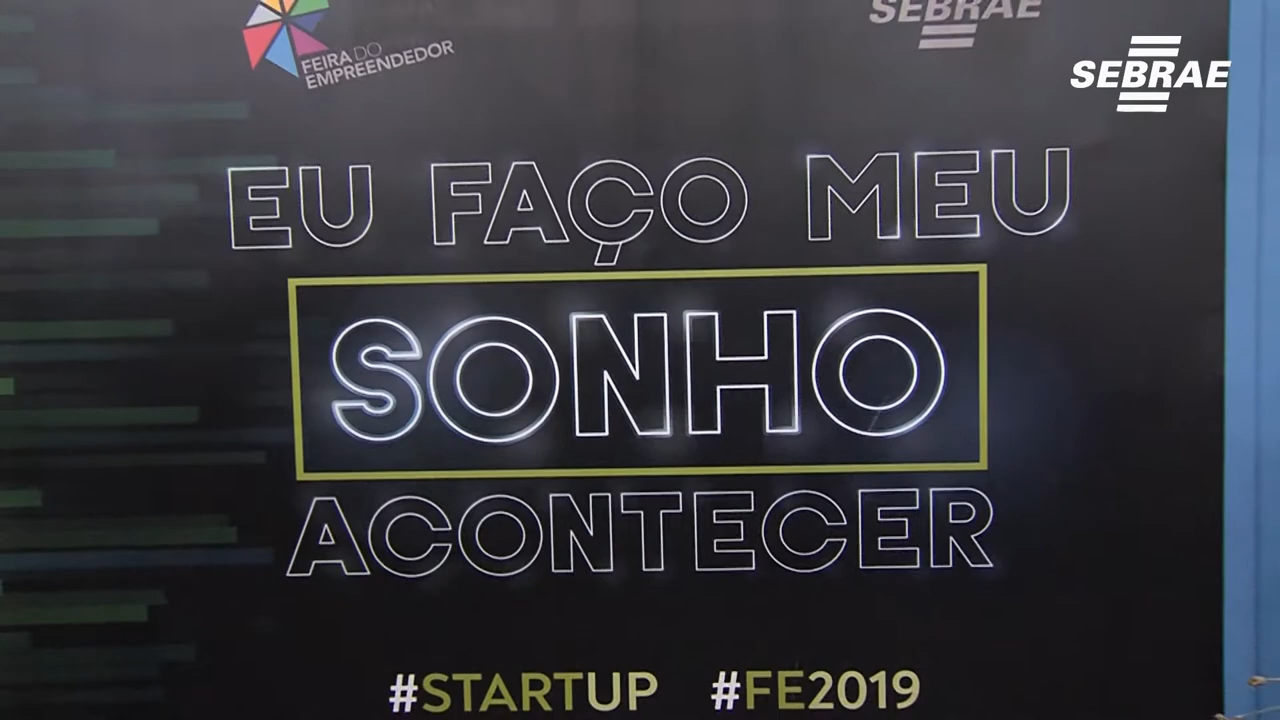 SEBRAE
FEIRA DO
EMPREENDEDOR
SEBRAE
EU FAÇO MEU
SONHO
ACONTECER
#STARTUP #FE2019